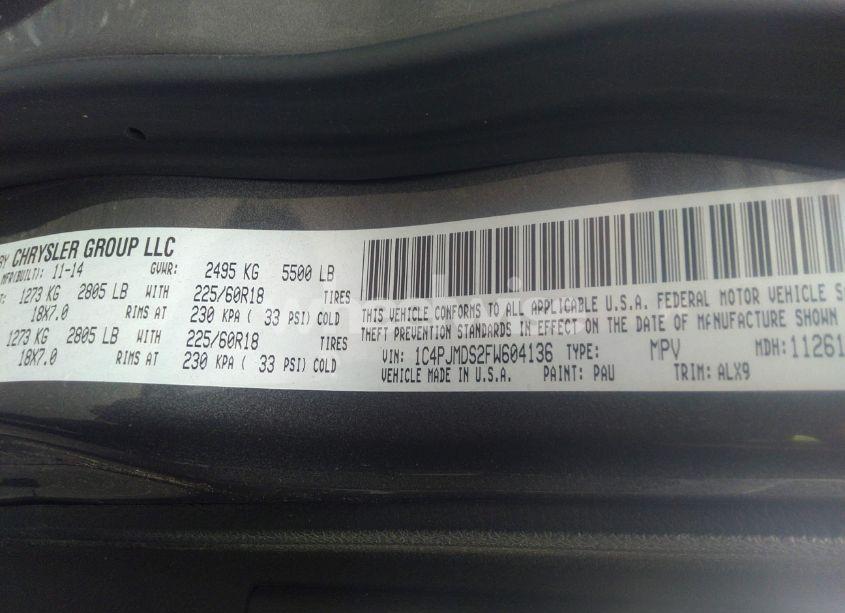 BY CHRYSLER GROUP LLC
MFR(BUILT): 11-14 GVWR: 2495 KG 5500 LB
1273 KG 2805 LB WITH 225/60R18 TIRES
18X7.0 RIMS AT 230 KPA ( 33 PSI) COLD
1273 KG 2805 LB WITH 225/60R18 TIRES
18X7.0 RIMS AT 230 KPA ( 33 PSI) COLD
THIS VEHICLE CONFORMS TO ALL APPLICABLE U.S.A. FEDERAL MOTOR VEHICLE
THEFT PREVENTION STANDARDS IN EFFECT ON THE DATE OF MANUFACTURE SHOWN
VIN: 1C4PJMDS2FW604136 TYPE: MPV MDH: 11261
VEHICLE MADE IN U.S.A. PAINT: PAU TRIM: ALX9